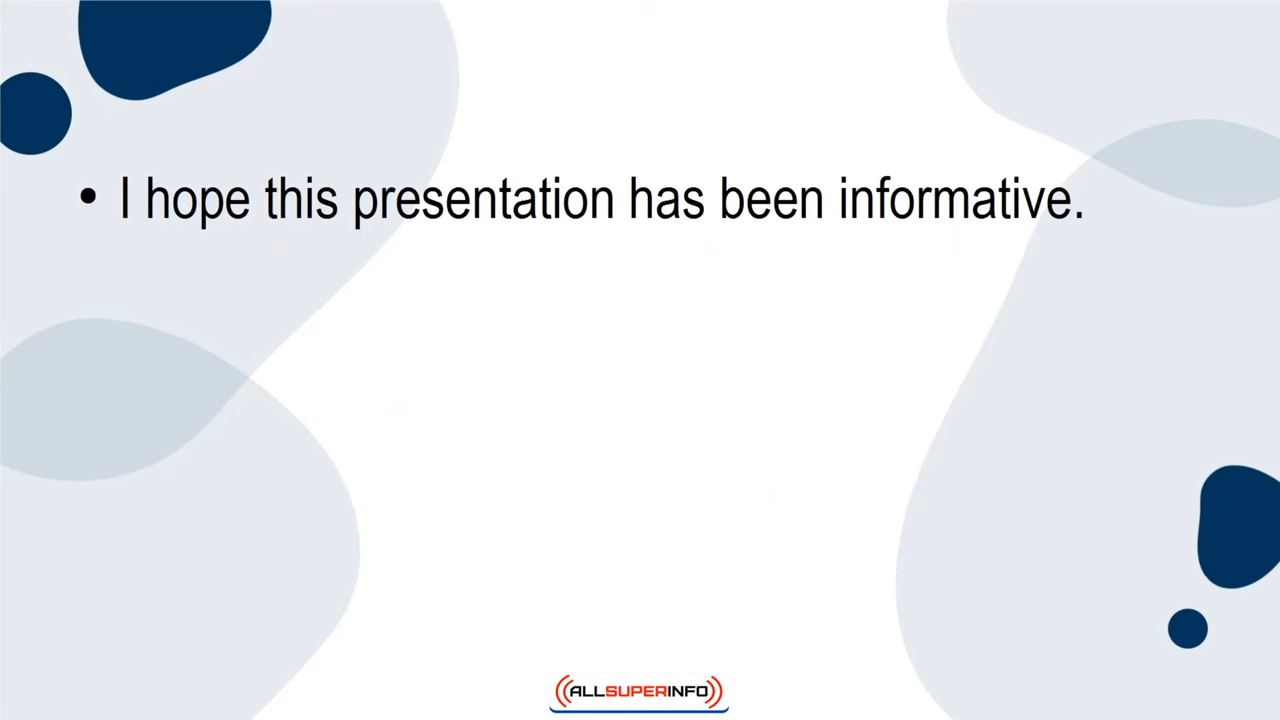 • I hope this presentation has been informative.
ALLSUPERINFO